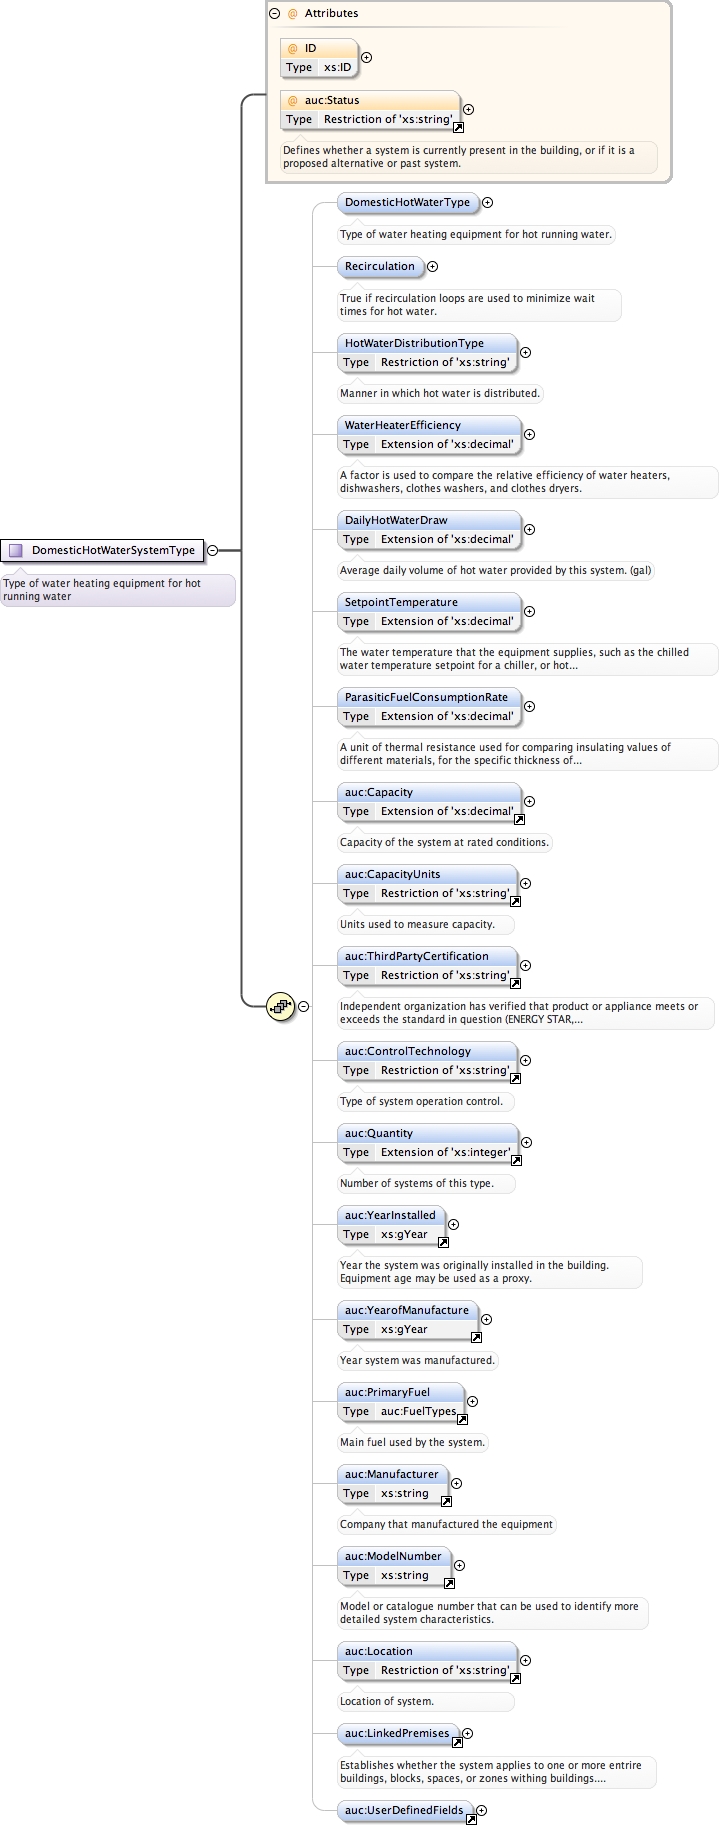 @ Attributes
@ ID
Type xs:ID
@ auc:Status
Type Restriction of 'xs:string'
Defines whether a system is currently present in the building, or if it is a
proposed alternative or past system.
DomesticHotWaterType
Type of water heating equipment for hot running water.
Recirculation
True if recirculation loops are used to minimize wait
times for hot water.
HotWaterDistributionType
Type Restriction of 'xs:string'
Manner in which hot water is distributed.
WaterHeaterEfficiency
Type Extension of 'xs:decimal'
A factor is used to compare the relative efficiency of water heaters,
dishwashers, clothes washers, and clothes dryers.
DailyHotWaterDraw
Type Extension of 'xs:decimal'
Average daily volume of hot water provided by this system. (gal)
DomesticHotWaterSystemType
Type of water heating equipment for hot
running water
SetpointTemperature
Type Extension of 'xs:decimal'
The water temperature that the equipment supplies, such as the chilled
water temperature setpoint for a chiller, or hot...
ParasiticFuelConsumptionRate
Type Extension of 'xs:decimal'
A unit of thermal resistance used for comparing insulating values of
different materials, for the specific thickness of...
auc:Capacity
Type Extension of 'xs:decimal'
Capacity of the system at rated conditions.
auc:CapacityUnits
Type Restriction of 'xs:string'
Units used to measure capacity.
auc:ThirdPartyCertification
Type Restriction of 'xs:string'
Independent organization has verified that product or appliance meets or
exceeds the standard in question (ENERGY STAR,...
auc:ControlTechnology
Type Restriction of 'xs:string'
Type of system operation control.
auc:Quantity
Type Extension of 'xs:integer'
Number of systems of this type.
auc:YearInstalled
Type xs:gYear
Year the system was originally installed in the building.
Equipment age may be used as a proxy.
auc:YearofManufacture
Type xs:gYear
Year system was manufactured.
auc:PrimaryFuel
Type auc:FuelTypes
Main fuel used by the system.
auc:Manufacturer
Type xs:string
Company that manufactured the equipment
auc:ModelNumber
Type xs:string
Model or catalogue number that can be used to identify more
detailed system characteristics.
auc:Location
Type Restriction of 'xs:string'
Location of system.
auc:LinkedPremises
Establishes whether the system applies to one or more entrire
buildings, blocks, spaces, or zones withing buildings....
auc:UserDefinedFields